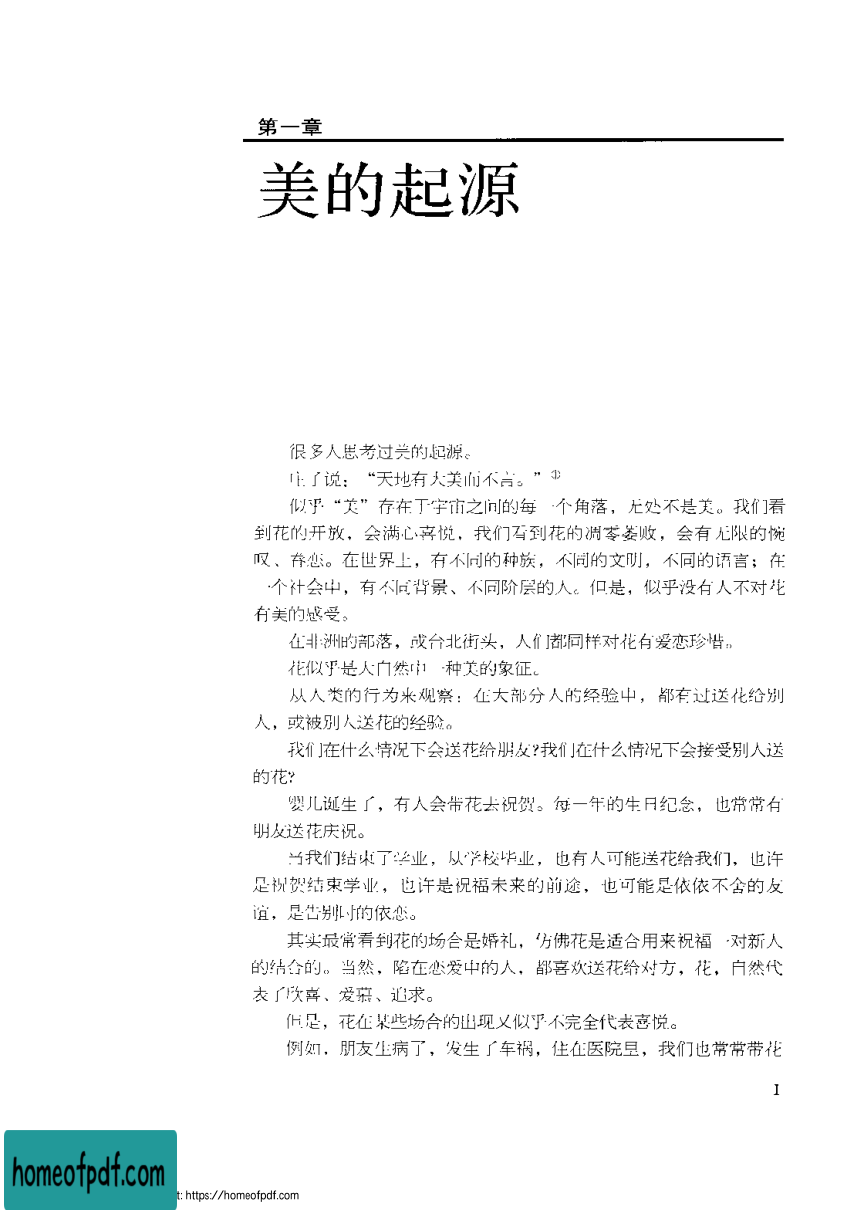 第一章
美的起源
很多人思考过美的起源。
庄子说：“天地有大美而不言。”①
似乎“美”存在于宇宙之间的每一个角落，无处不是美。我们看
到花的开放，会满心喜悦，我们看到花的凋零萎败，会有无限的惋
叹、眷恋。在世界上，有不同的种族，不同的文明，不同的语言；在
一个社会中，有不同背景、不同阶层的人。但是，似乎没有人不对花
有美的感受。
在非洲的部落，或台北街头，人们都同样对花有爱恋珍惜。
花似乎是大自然中一种美的象征。
从人类的行为来观察：在大部分人的经验中，都有过送花给别
人，或被别人送花的经验。
我们在什么情况下会送花给朋友?我们在什么情况下会接受别人送
的花?
婴儿诞生了，有人会带花去祝贺。每一年的生日纪念，也常常有
朋友送花庆祝。
当我们结束了学业，从学校毕业，也有人可能送花给我们，也许
是祝贺结束学业，也许是祝福未来的前途，也可能是依依不舍的友
谊，是告别时的依恋。
其实最常看到花的场合是婚礼，仿佛花是适合用来祝福一对新人
的结合的。当然，陷在恋爱中的人，都喜欢送花给对方，花，自然代
表了欣喜、爱慕、追求。
但是，花在某些场合的出现又似乎不完全代表喜悦。
例如，朋友生病了，发生了车祸，住在医院里，我们也常常带花
1
homeofpdf.com
t: https://homeofpdf.com